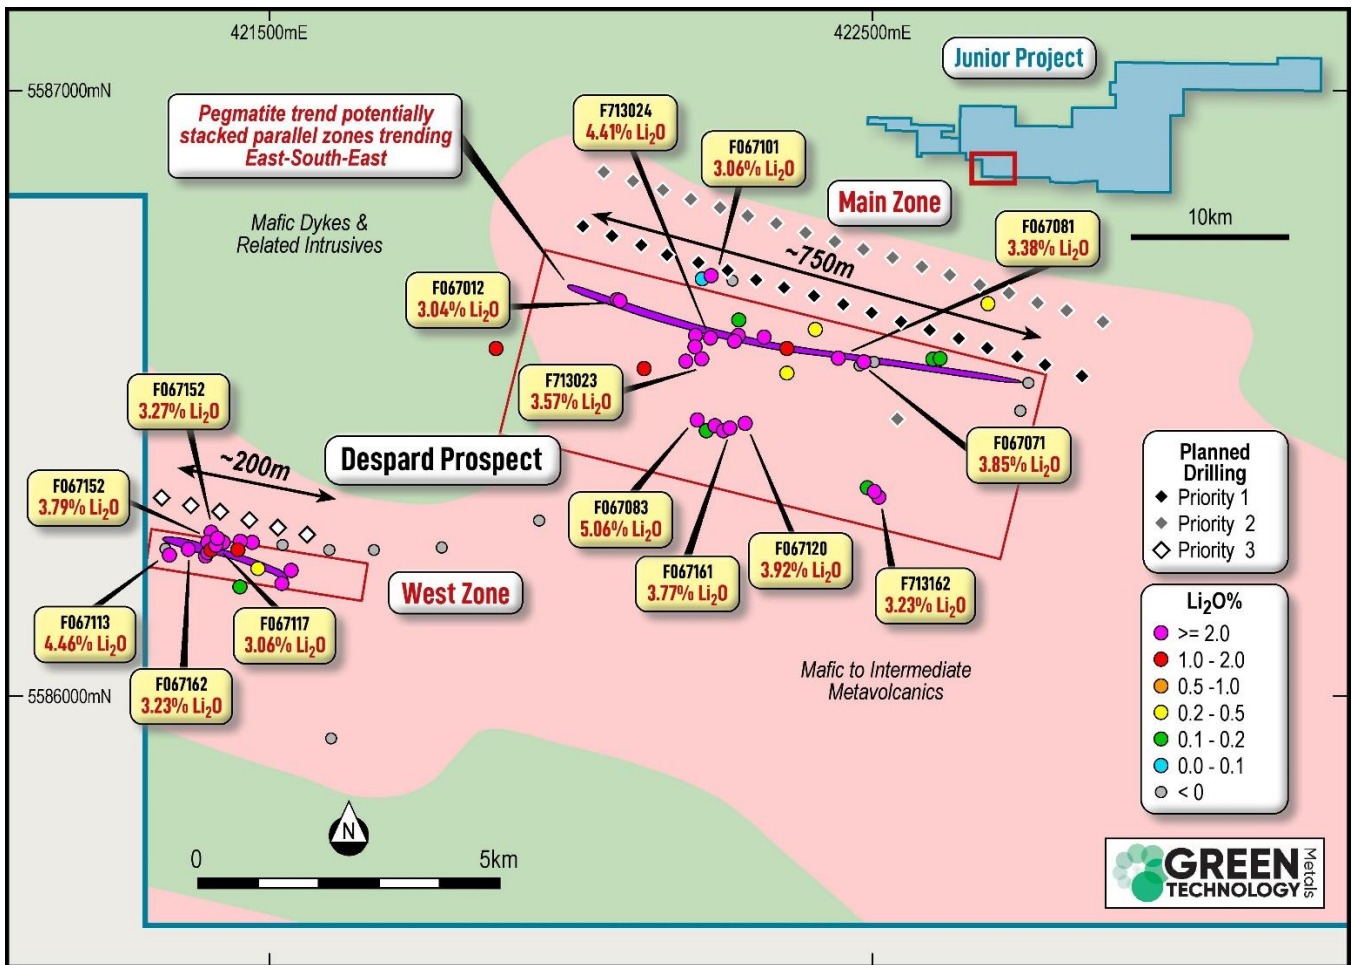 421500mE
422500mE
5587000mN
5586000mN
Junior Project
10km
Pegmatite trend potentially
stacked parallel zones trending
East-South-East
Mafic Dykes &
Related Intrusives
F713024
4.41% Li₂O
F067101
3.06% Li₂O
Main Zone
F067081
3.38% Li₂O
~750m
F067012
3.04% Li₂O
F713023
3.57% Li₂O
F067152
3.27% Li₂O
~200m
Despard Prospect
F067071
3.85% Li₂O
F067152
3.79% Li₂O
F067083
5.06% Li₂O
F067161
3.77% Li₂O
F067120
3.92% Li₂O
F713162
3.23% Li₂O
West Zone
F067113
4.46% Li₂O
F067162
3.23% Li₂O
F067117
3.06% Li₂O
Mafic to Intermediate
Metavolcanics
Planned
Drilling
Priority 1
Priority 2
Priority 3
Li₂O%
>= 2.0
1.0 - 2.0
0.5 -1.0
0.2 - 0.5
0.1 - 0.2
0.0 - 0.1
< 0
N
0
5km
GREEN
TECHNOLOGY
Metals